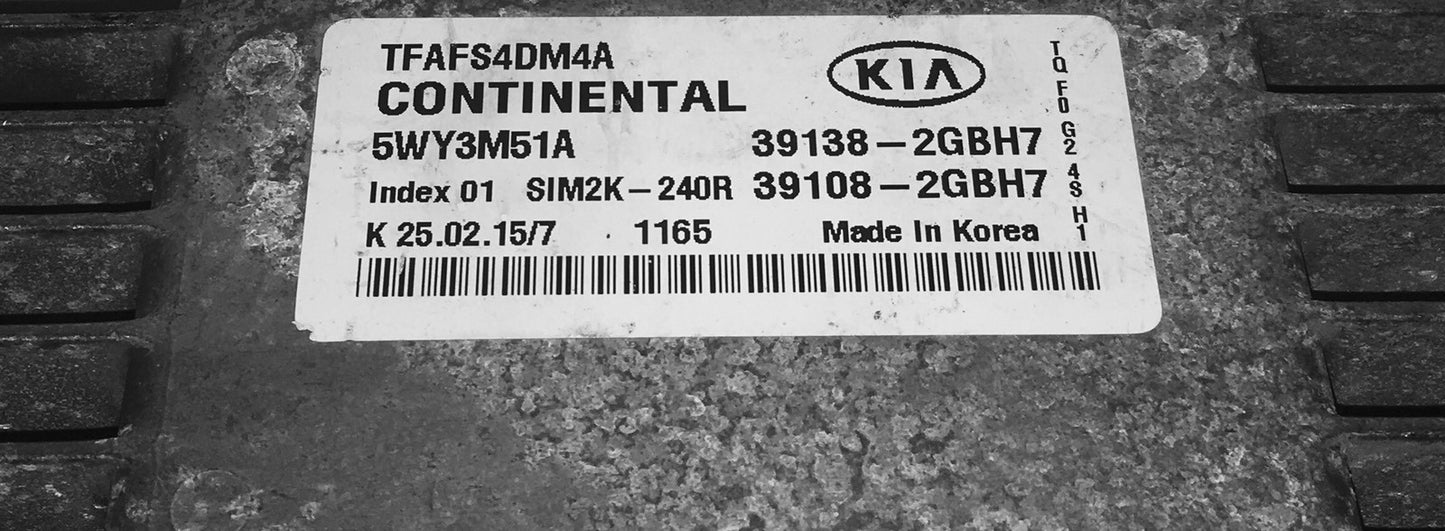 TFAFS4DM4A
CONTINENTAL
KIA
5WY3M51A 39138-2GBH7
Index 01 SIM2K-240R 39108-2GBH7
K 25.02.15/7 1165 Made In Korea
TQ FD G2 4S H1